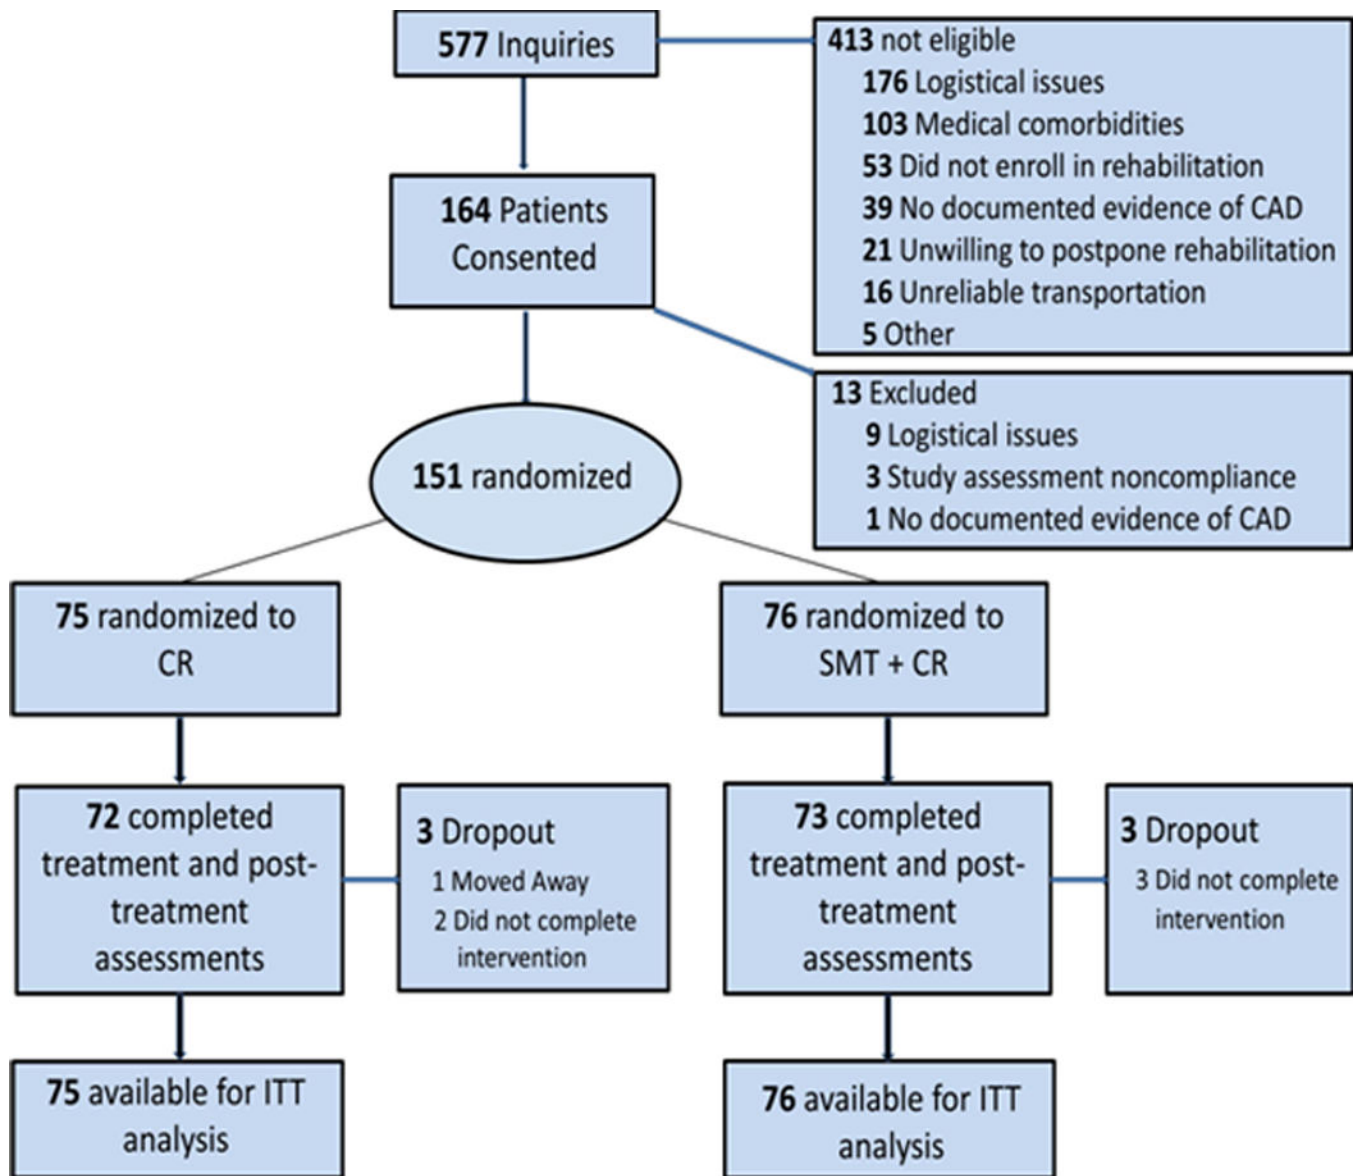 577 Inquiries
413 not eligible
176 Logistical issues
103 Medical comorbidities
53 Did not enroll in rehabilitation
39 No documented evidence of CAD
21 Unwilling to postpone rehabilitation
16 Unreliable transportation
5 Other
164 Patients
Consented
13 Excluded
9 Logistical issues
3 Study assessment noncompliance
1 No documented evidence of CAD
151 randomized
75 randomized to
CR
76 randomized to
SMT + CR
72 completed
treatment and post-
treatment
assessments
3 Dropout
1 Moved Away
2 Did not complete
intervention
73 completed
treatment and post-
treatment
assessments
3 Dropout
3 Did not complete
intervention
75 available for ITT
analysis
76 available for ITT
analysis